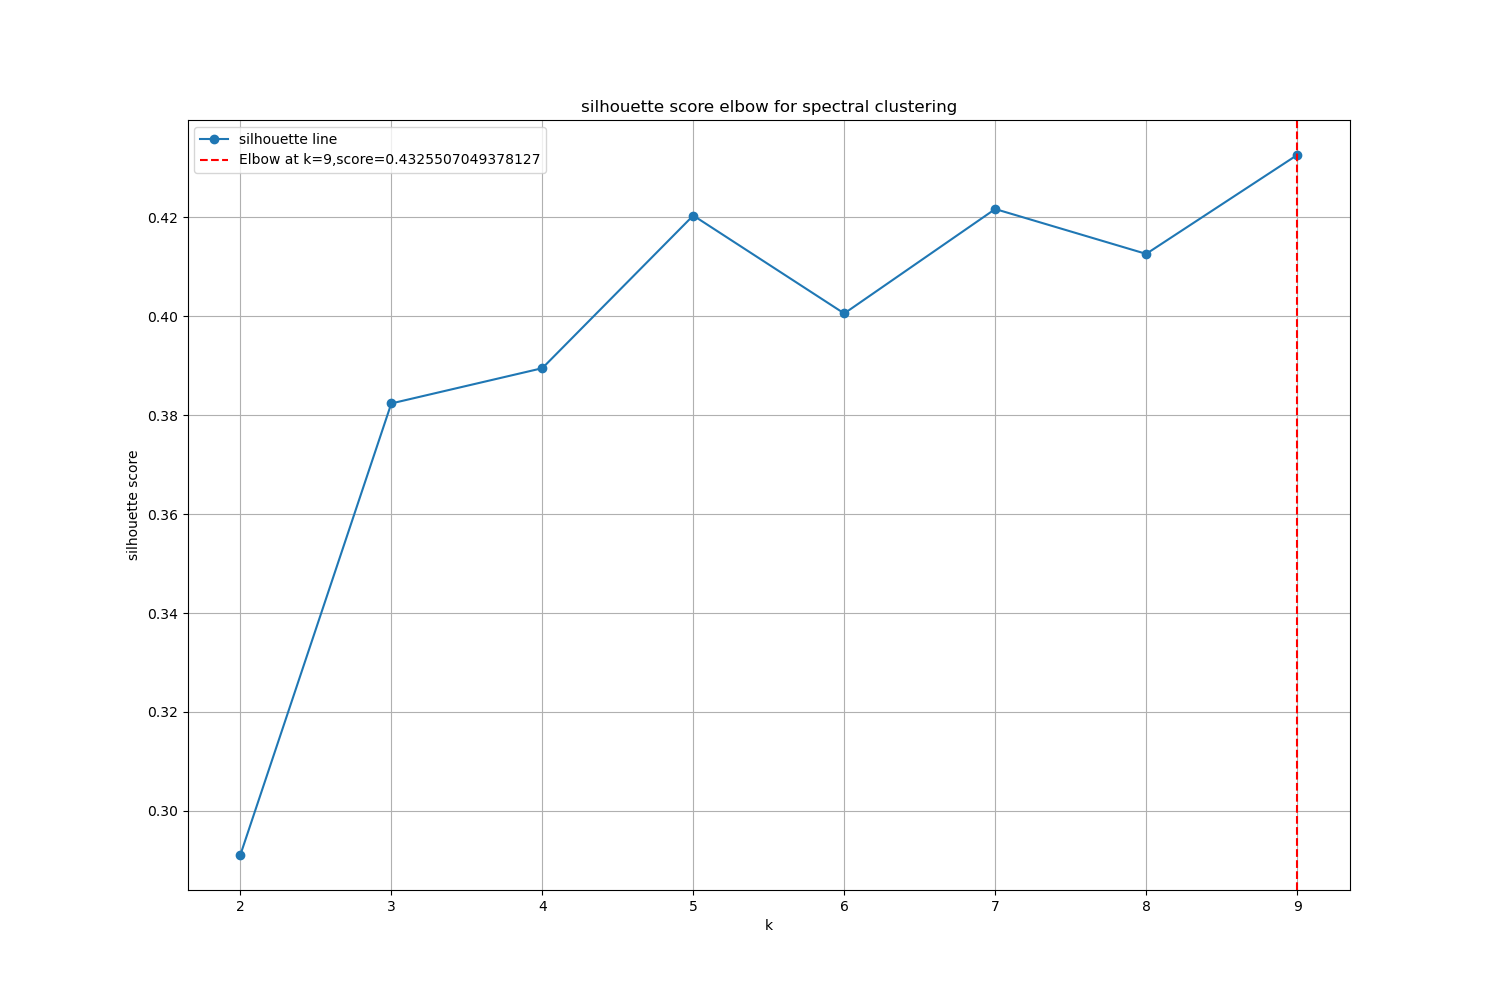 silhouette score elbow for spectral clustering
silhouette line
Elbow at k=9,score=0.4325507049378127
0.42
0.40
0.38
0.36
0.34
0.32
0.30
silhouette score
2 3 4 5 6 7 8 9
k